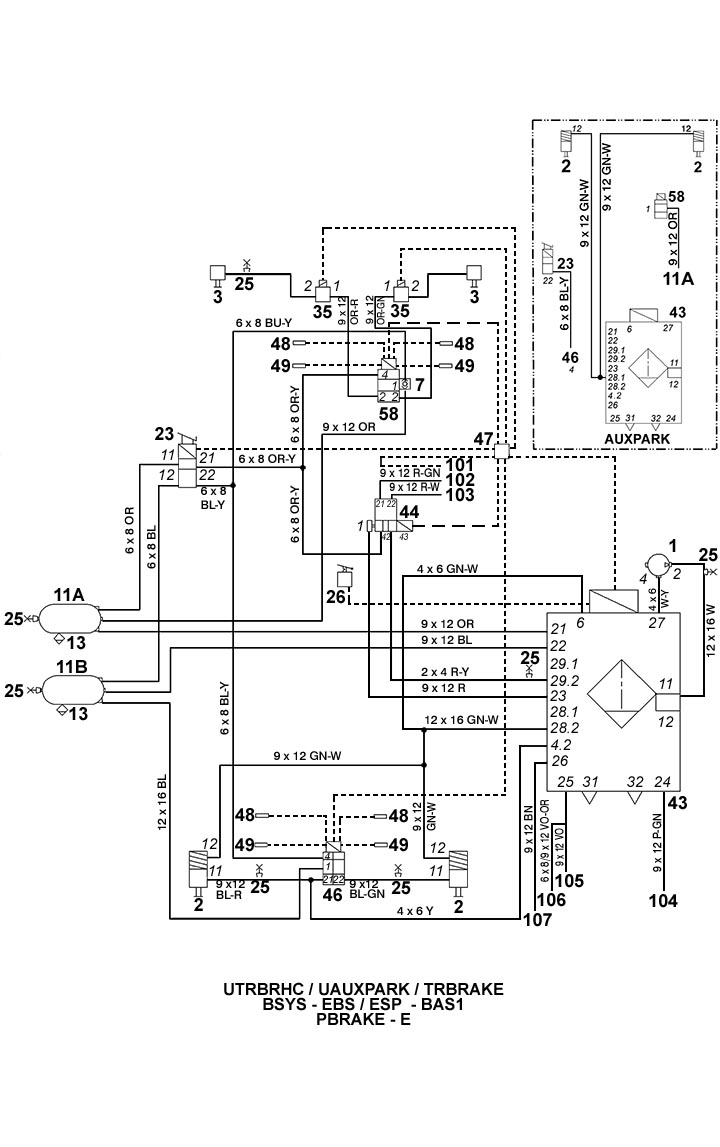 12
12
2
2
9 x 12 GN-W
9 x 12 GN-W
58
1
9 x 12 OR
11A
23
22
6 x 8 BL-Y
46
4
43
6
27
21
22
29.1
29.2
23
28.1
28.2
4.2
26
11
12
25
31
32
24
AUXPARK
3
25
2
1
35
9 x 12
OR-R
9 x 12
OR-GN
1
2
35
3
6 x 8 BU-Y
48
48
49
49
4
1
8
7
2
2
58
6 x 8 OR-Y
9 x 12 OR
23
11
21
12
22
6 x 8 OR-Y
6 x 8
BL-Y
47
101
9 x 12 R-GN
102
9 x 12 R-W
103
21
22
44
1
42
43
6 x 8 OR
6 x 8 BL
6 x 8 OR-Y
26
4 x 6 GN-W
1
4
2
25
4 x 6
W-Y
12 x 16 W
11A
25
13
11B
25
13
9 x 12 OR
9 x 12 BL
25
2 x 4 R-Y
9 x 12 R
12 x 16 GN-W
6
27
21
22
29.1
29.2
23
28.1
28.2
4.2
26
11
12
25
31
32
24
43
6 x 8 BL-Y
9 x 12 GN-W
12 x 16 BL
9 x 12
GN-W
48
48
49
49
12
11
2
9 x12
BL-R
25
4
1
21
22
46
9 x12
BL-GN
25
12
11
2
4 x 6 Y
9 x 12 BN
6 x 8/9 x 12 VO-OR
9 x 12 VO
9 x 12 P-GN
105
106
107
104
UTRBRHC / UAUXPARK / TRBRAKE
BSYS - EBS / ESP - BAS1
PBRAKE - E